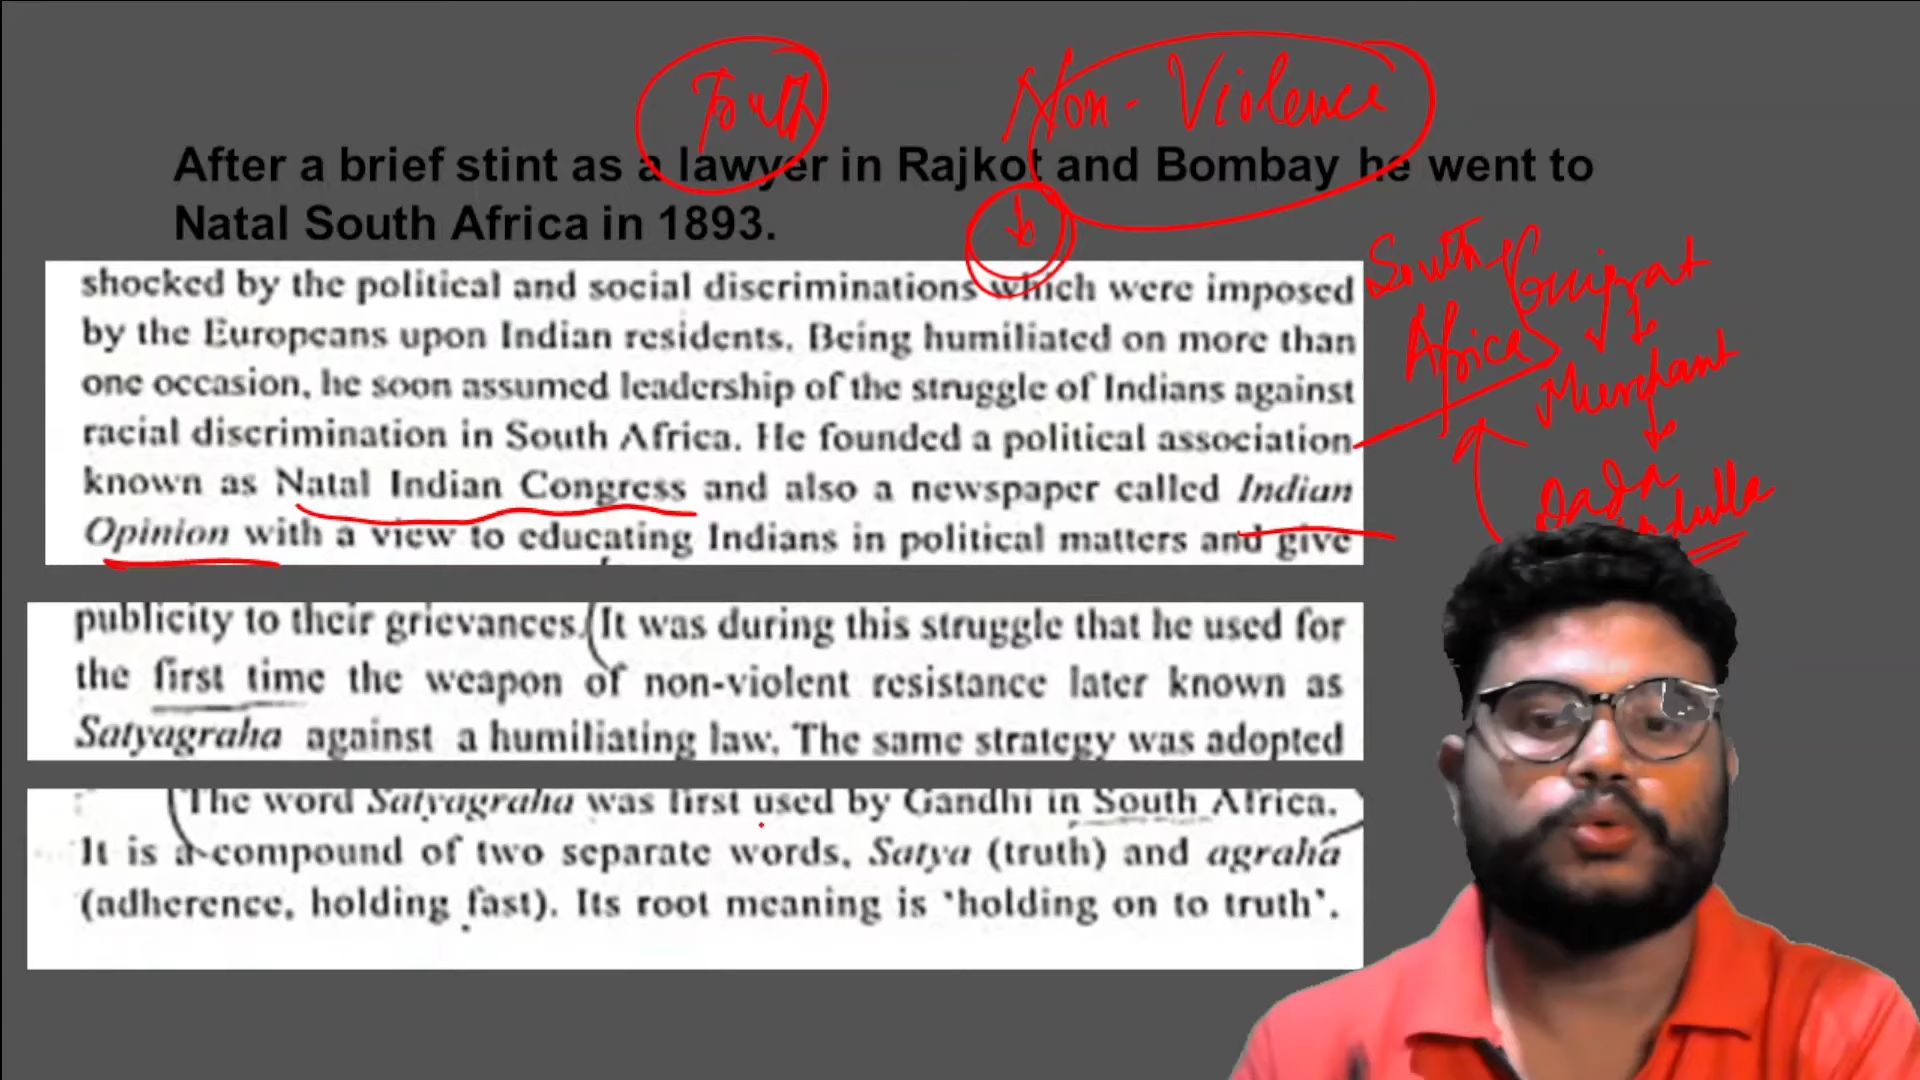 Truth
Non-Violence
After a brief stint as a lawyer in Rajkot and Bombay he went to
Natal South Africa in 1893.
South
Africa
Gujrat
Merchant
Dada
shocked by the political and social discriminations which were imposed
by the Europeans upon Indian residents. Being humiliated on more than
one occasion, he soon assumed leadership of the struggle of Indians against
racial discrimination in South Africa. He founded a political association
known as Natal Indian Congress and also a newspaper called Indian
Opinion with a view to educating Indians in political matters and give
publicity to their grievances. (It was during this struggle that he used for
the first time the weapon of non-violent resistance later known as
Satyagraha against a humiliating law. The same strategy was adopted
(The word Satyagraha was first used by Gandhi in South Africa.
It is a compound of two separate words, Satya (truth) and agraha
(adherence, holding fast). Its root meaning is ‘holding on to truth’.